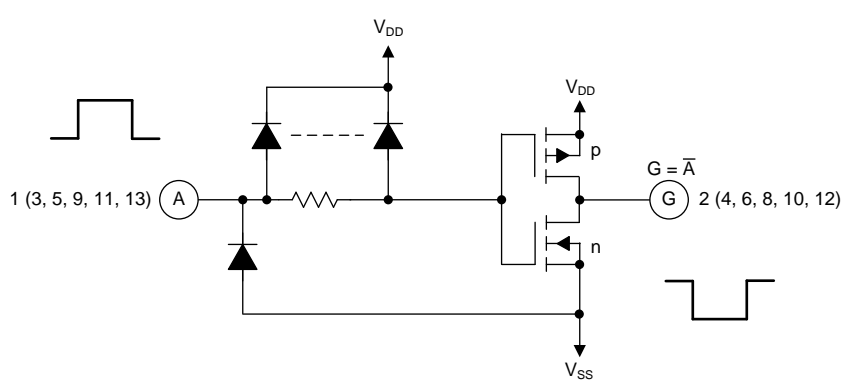 V_DD
V_DD
p
G = A̅
1 (3, 5, 9, 11, 13) A
G 2 (4, 6, 8, 10, 12)
n
V_SS